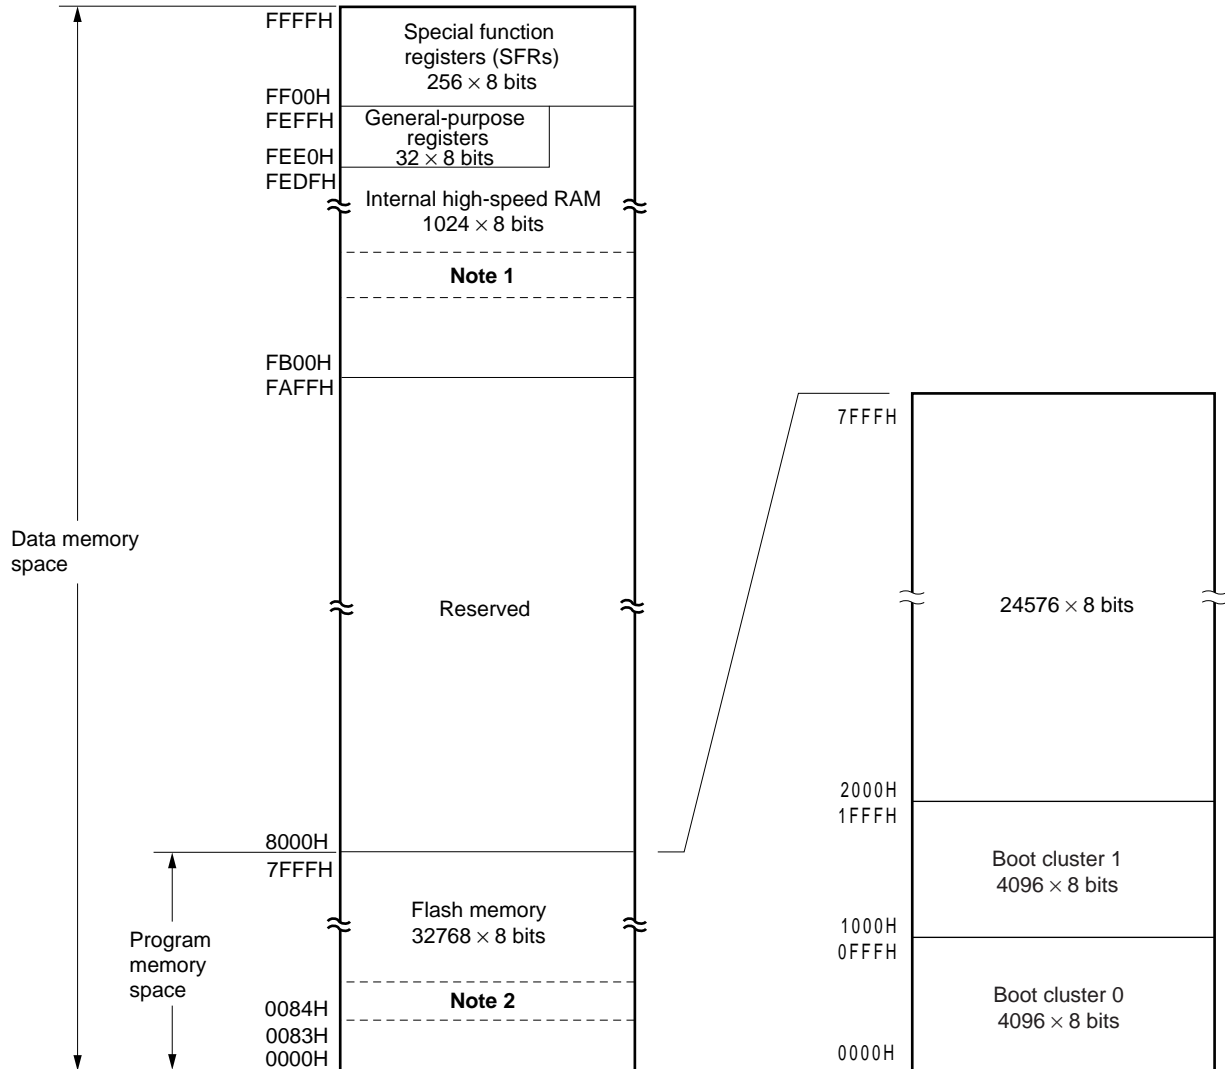 FFFFH
Special function
registers (SFRs)
256 × 8 bits
FF00H
FEFFH
General-purpose
registers
32 × 8 bits
FEE0H
FEDFH
Internal high-speed RAM
1024 × 8 bits
Note 1
FB00H
FAFFH
Data memory
space
Reserved
8000H
7FFFH
Flash memory
32768 × 8 bits
Program
memory
space
Note 2
0084H
0083H
0000H
7FFFH
24576 × 8 bits
2000H
1FFFH
Boot cluster 1
4096 × 8 bits
1000H
0FFFH
Boot cluster 0
4096 × 8 bits
0000H